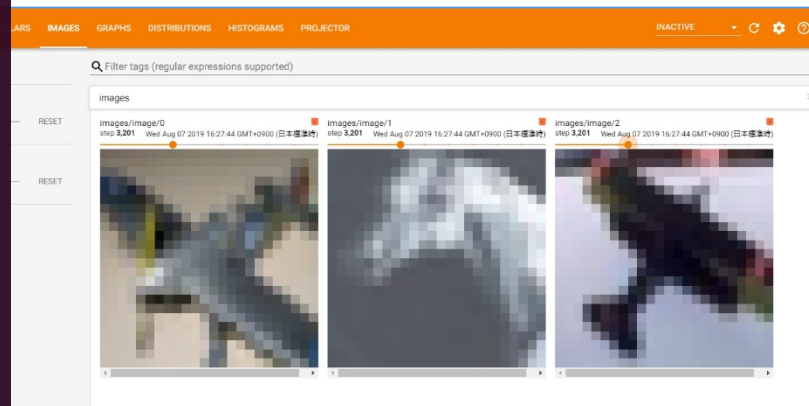 LARS IMAGES GRAPHS DISTRIBUTIONS HISTOGRAMS PROJECTOR INACTIVE
Filter tags (regular expressions supported)
images
RESET
RESET
images/image/0
step 3,201 Wed Aug 07 2019 16:27:44 GMT+0900 (日本標準時)
images/image/1
step 3,201 Wed Aug 07 2019 16:27:44 GMT+0900 (日本標準時)
images/image/2
step 3,201 Wed Aug 07 2019 16:27:44 GMT+0900 (日本標準時)